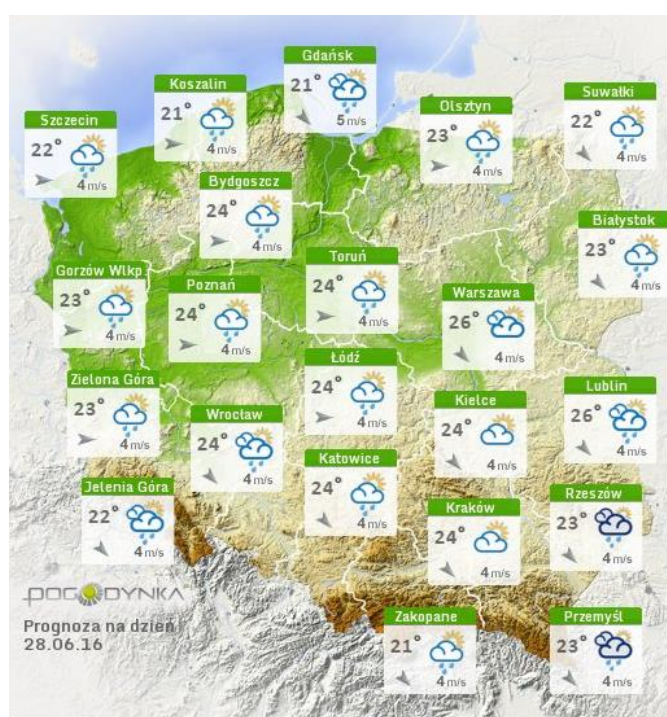 Gdańsk
21°
5 m/s
Koszalin
21°
4 m/s
Suwałki
22°
4 m/s
Olsztyn
23°
4 m/s
Szczecin
22°
4 m/s
Bydgoszcz
24°
4 m/s
Białystok
23°
4 m/s
Toruń
24°
4 m/s
Gorzów Wlkp.
23°
4 m/s
Poznań
24°
4 m/s
Warszawa
26°
4 m/s
Łódź
24°
4 m/s
Zielona Góra
23°
4 m/s
Lublin
26°
4 m/s
Kielce
24°
4 m/s
Wrocław
24°
4 m/s
Katowice
24°
4 m/s
Jelenia Góra
22°
4 m/s
Rzeszów
23°
4 m/s
Kraków
24°
4 m/s
POGODYNKA
Prognoza na dzień
28.06.16
Zakopane
21°
4 m/s
Przemyśl
23°
4 m/s